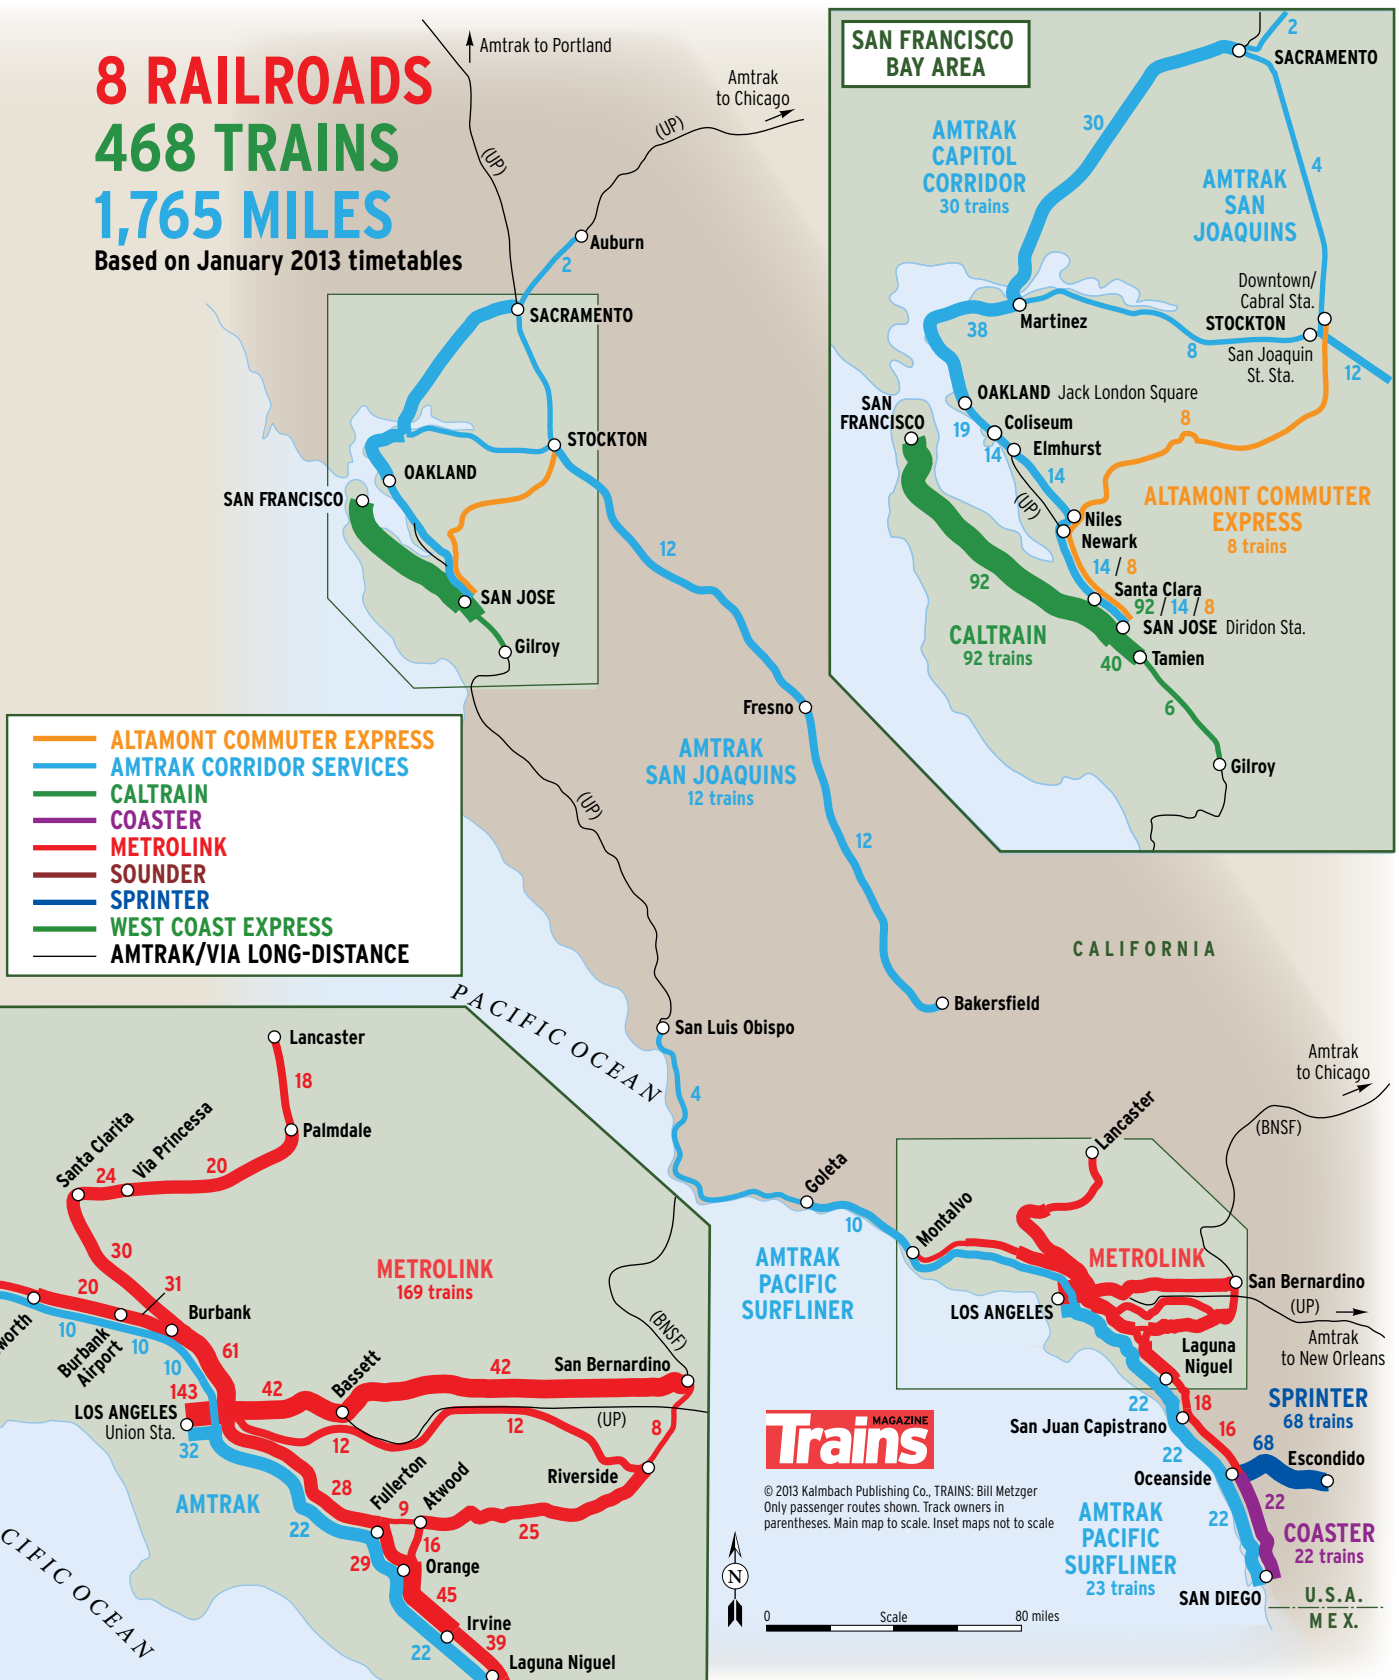 8 RAILROADS
468 TRAINS
1,765 MILES
Based on January 2013 timetables
Amtrak to Portland
Amtrak
to Chicago
(UP)
(UP)
Auburn
2
SACRAMENTO
STOCKTON
OAKLAND
SAN FRANCISCO
SAN JOSE
Gilroy
12
Fresno
AMTRAK
SAN JOAQUINS
12 trains
12
(UP)
Bakersfield
CALIFORNIA
San Luis Obispo
PACIFIC OCEAN
4
Goleta
10
Montalvo
AMTRAK
PACIFIC
SURFLINER
Lancaster
METROLINK
LOS ANGELES
San Bernardino
(UP)
(BNSF)
Amtrak
to Chicago
Amtrak
to New Orleans
Laguna
Niguel
22
18
San Juan Capistrano
16
22
SPRINTER
68 trains
68
Escondido
Oceanside
22
22
COASTER
22 trains
AMTRAK
PACIFIC
SURFLINER
23 trains
SAN DIEGO
U.S.A.
MEX.
SAN FRANCISCO
BAY AREA
2
SACRAMENTO
30
AMTRAK
CAPITOL
CORRIDOR
30 trains
4
AMTRAK
SAN
JOAQUINS
Downtown/
Cabral Sta.
STOCKTON
San Joaquin
St. Sta.
Martinez
38
8
12
OAKLAND Jack London Square
SAN
FRANCISCO
19
Coliseum
14
Elmhurst
14
8
(UP)
ALTAMONT COMMUTER
EXPRESS
8 trains
Niles
Newark
14 / 8
92
Santa Clara
92 / 14 / 8
SAN JOSE Diridon Sta.
CALTRAIN
92 trains
40
Tamien
6
Gilroy
ALTAMONT COMMUTER EXPRESS
AMTRAK CORRIDOR SERVICES
CALTRAIN
COASTER
METROLINK
SOUNDER
SPRINTER
WEST COAST EXPRESS
AMTRAK/VIA LONG-DISTANCE
Lancaster
18
Palmdale
Santa Clarita
24
Via Princessa
20
30
METROLINK
169 trains
20
31
Burbank
worth
10
Burbank
Airport
10
10
61
143
42
Bassett
42
San Bernardino
(BNSF)
LOS ANGELES
Union Sta.
32
12
12
(UP)
8
Riverside
AMTRAK
22
28
Fullerton
9
Atwood
25
16
29
Orange
45
Irvine
39
22
Laguna Niguel
CIFIC OCEAN
Trains
MAGAZINE
© 2013 Kalmbach Publishing Co., TRAINS: Bill Metzger
Only passenger routes shown. Track owners in
parentheses. Main map to scale. Inset maps not to scale
N
0 Scale 80 miles